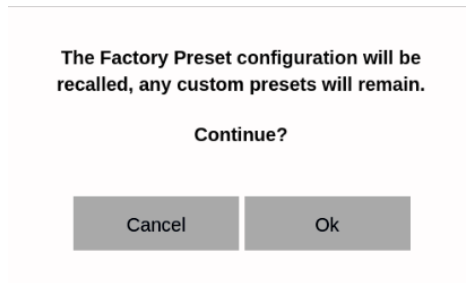 The Factory Preset configuration will be
recalled, any custom presets will remain.
Continue?
Cancel
Ok